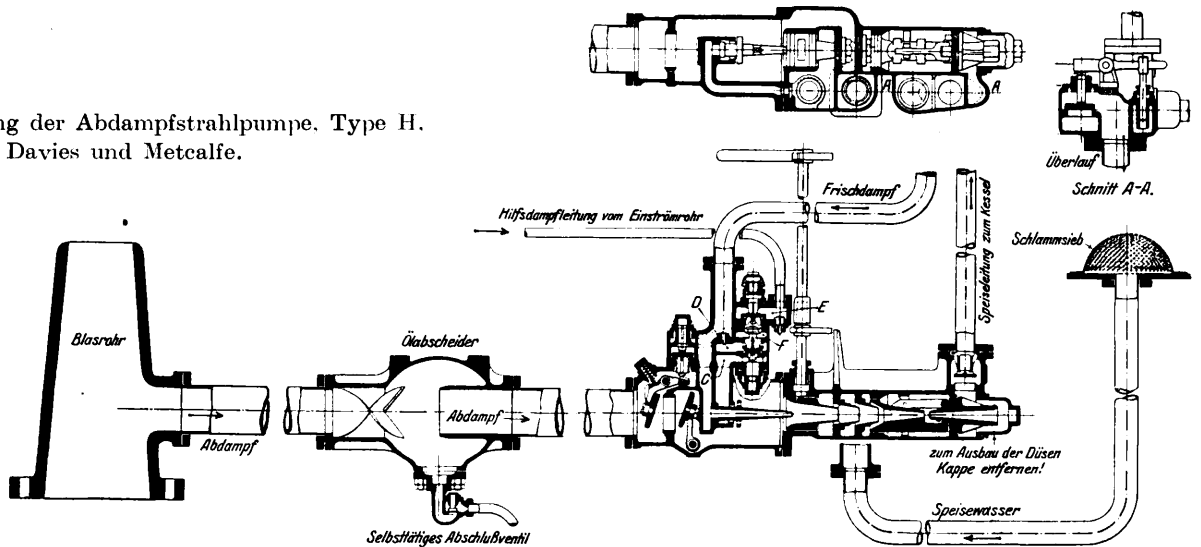 ng der Abdampfstrahlpumpe. Type H.
Davies und Metcalfe.
A
A
Überlauf
Schnitt A-A.
Frischdampf
Hilfsdampfleitung vom Einströmrohr
Speiseleitung zum Kessel
Schlammsieb
D
E
F
C
Blasrohr
Ölabscheider
Abdampf
Abdampf
zum Ausbau der Düsen
Kappe entfernen!
Speisewasser
Selbsttätiges Abschlußventil